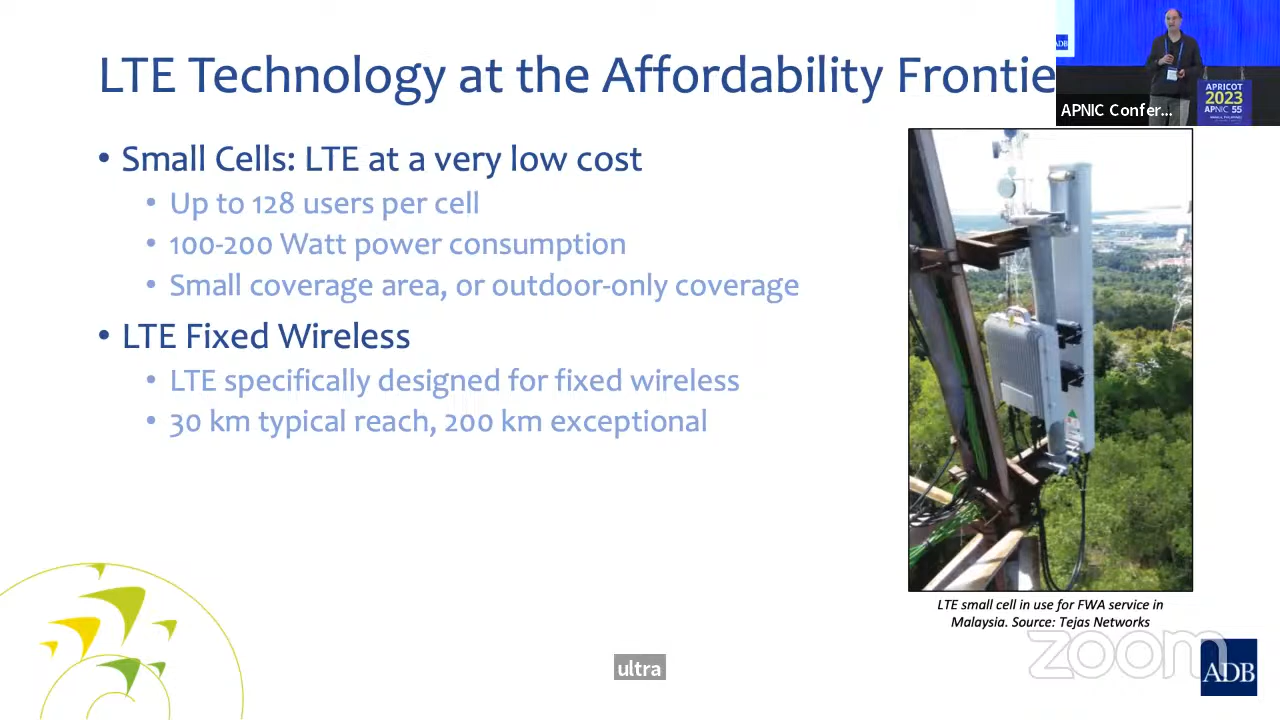 LTE Technology at the Affordability Frontie
ADB
APRICOT
2023
APNIC 55
APNIC Confer...
• Small Cells: LTE at a very low cost
• Up to 128 users per cell
• 100-200 Watt power consumption
• Small coverage area, or outdoor-only coverage
• LTE Fixed Wireless
• LTE specifically designed for fixed wireless
• 30 km typical reach, 200 km exceptional
LTE small cell in use for FWA service in
Malaysia. Source: Tejas Networks
zoom
ultra
ADB